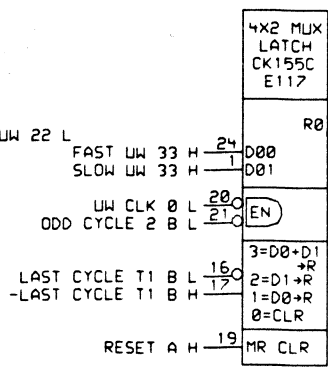 4X2 MUX
LATCH
CK155C
E117
R0
UW 22 L
FAST UW 33 H 24 D00
SLOW UW 33 H 1 D01
UW CLK 0 L 20 EN
ODD CYCLE 2 B L 21
3=D0+D1
→R
LAST CYCLE T1 B L 16 2=D1→R
-LAST CYCLE T1 B H 17 1=D0→R
0=CLR
RESET A H 19 MR CLR